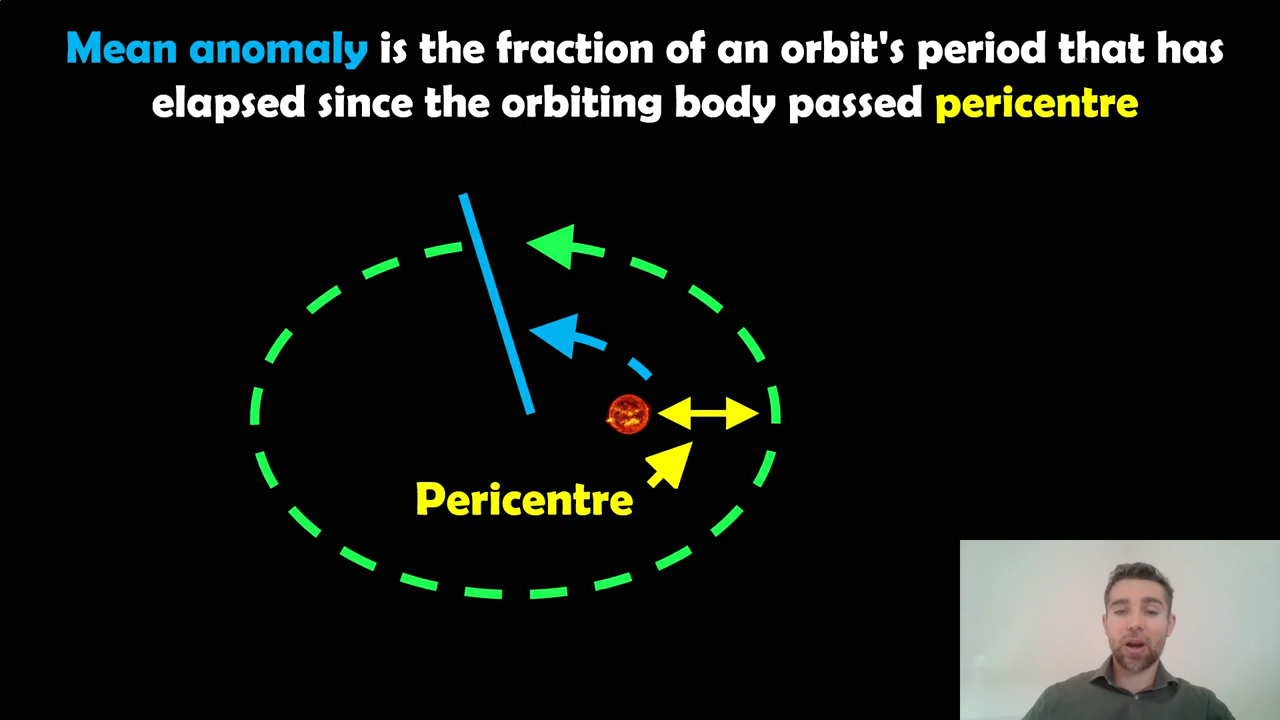 Mean anomaly is the fraction of an orbit's period that has
elapsed since the orbiting body passed pericentre
Pericentre